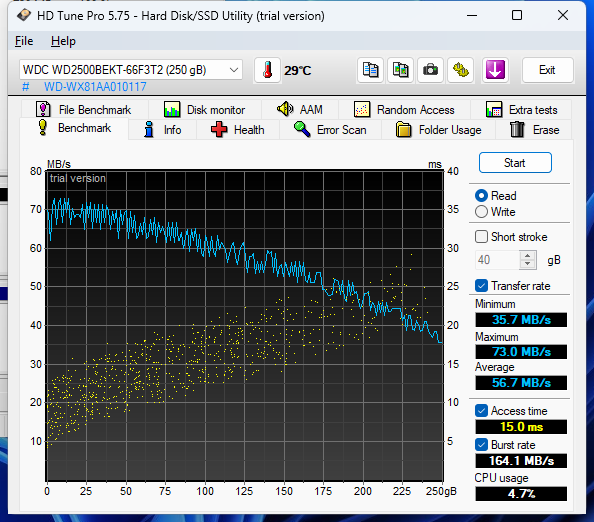 HD Tune Pro 5.75 - Hard Disk/SSD Utility (trial version)
File Help
WDC WD2500BEKT-66F3T2 (250 gB)
29°C
Exit
# WD-WX81AA010117
File Benchmark
Disk monitor
AAM
Random Access
Extra tests
Benchmark
Info
Health
Error Scan
Folder Usage
Erase
MB/s
ms
trial version
80
70
60
50
40
30
20
10
40
35
30
25
20
15
10
5
0 25 50 75 100 125 150 175 200 225 250gB
Start
Read
Write
Short stroke
40 gB
Transfer rate
Minimum
35.7 MB/s
Maximum
73.0 MB/s
Average
56.7 MB/s
Access time
15.0 ms
Burst rate
164.1 MB/s
CPU usage
4.7%